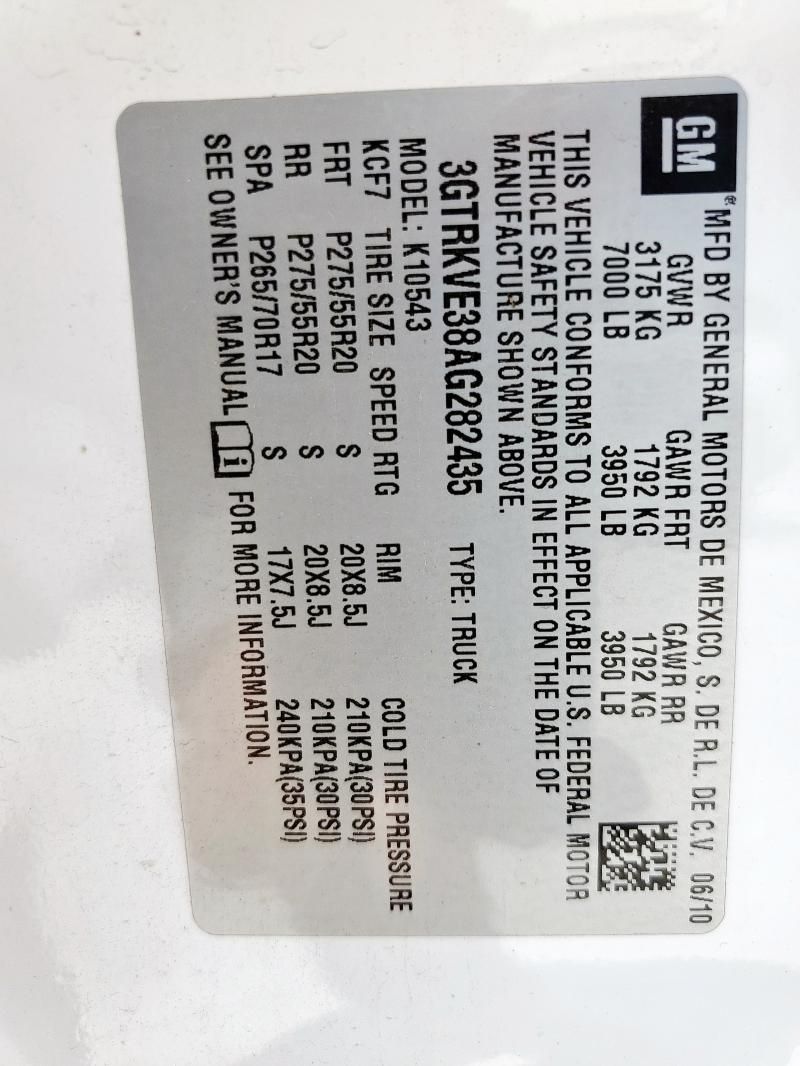 GM
® MFD BY GENERAL MOTORS DE MEXICO, S. DE R.L. DE C.V. 06/10
GVWR GAWR FRT GAWR RR
3175 KG 1792 KG 1792 KG
7000 LB 3950 LB 3950 LB
THIS VEHICLE CONFORMS TO ALL APPLICABLE U.S. FEDERAL MOTOR
VEHICLE SAFETY STANDARDS IN EFFECT ON THE DATE OF
MANUFACTURE SHOWN ABOVE.
3GTRKVE38AG282435 TYPE: TRUCK
MODEL: K10543
KCF7 TIRE SIZE SPEED RTG RIM COLD TIRE PRESSURE
FRT P275/55R20 S 20X8.5J 210KPA(30PSI)
RR P275/55R20 S 20X8.5J 210KPA(30PSI)
SPA P265/70R17 S 17X7.5J 240KPA(35PSI)
SEE OWNER'S MANUAL i FOR MORE INFORMATION.